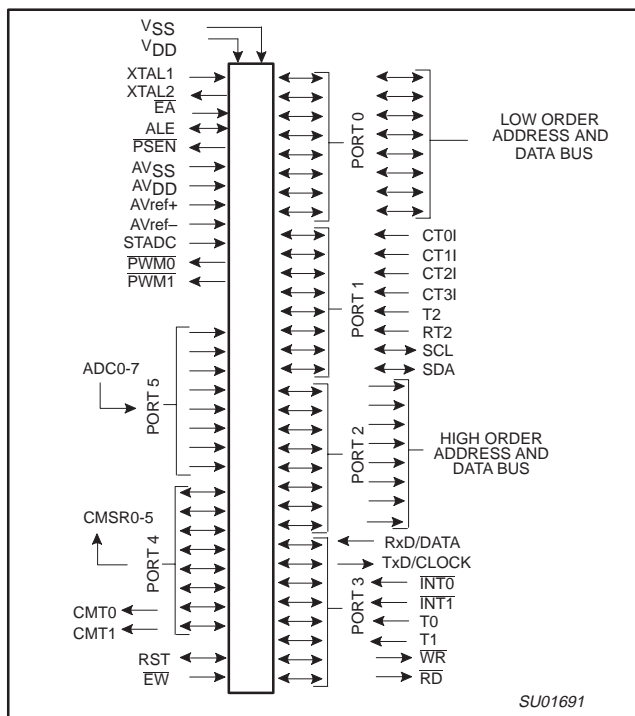 VSS
VDD
XTAL1
XTAL2
EA
ALE
PSEN
AVSS
AVDD
AVref+
AVref–
STADC
PWM0
PWM1
ADC0-7
PORT 5
CMSR0-5
PORT 4
CMT0
CMT1
RST
EW
PORT 0
LOW ORDER
ADDRESS AND
DATA BUS
PORT 1
CT0I
CT1I
CT2I
CT3I
T2
RT2
SCL
SDA
PORT 2
HIGH ORDER
ADDRESS AND
DATA BUS
PORT 3
RxD/DATA
TxD/CLOCK
INT0
INT1
T0
T1
WR
RD
SU01691